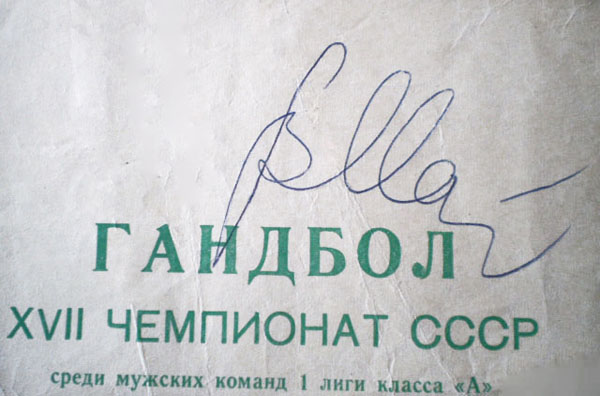 ГАНДБОЛ
XVII ЧЕМПИОНАТ СССР
среди мужских команд 1 лиги класса «А»